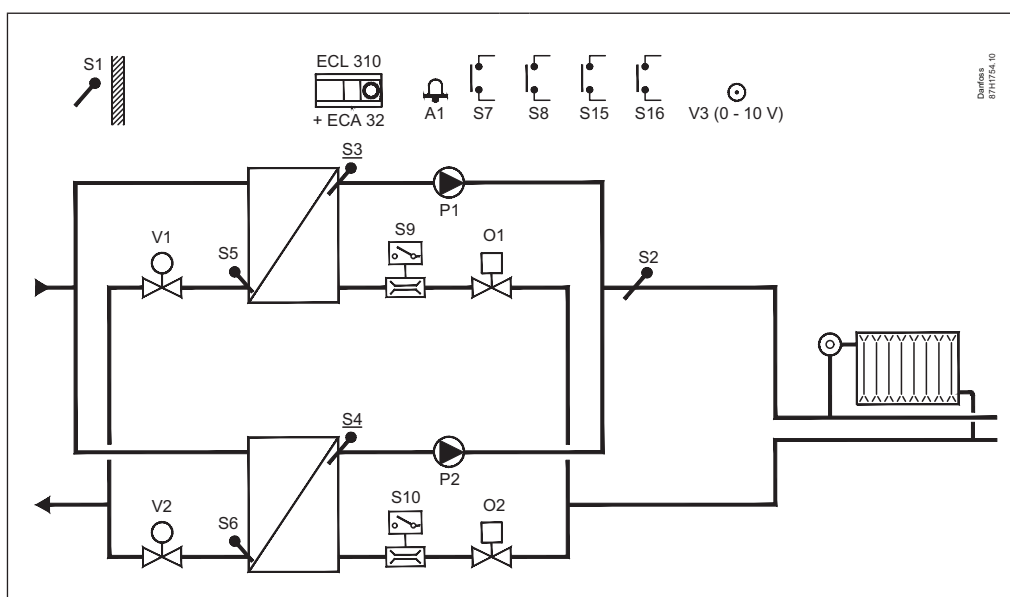 S1
ECL 310
+ ECA 32
A1
S7
S8
S15
S16
V3 (0 - 10 V)
Danfoss
87H1754.10
S3
P1
V1
S5
S9
O1
S2
S4
P2
V2
S6
S10
O2